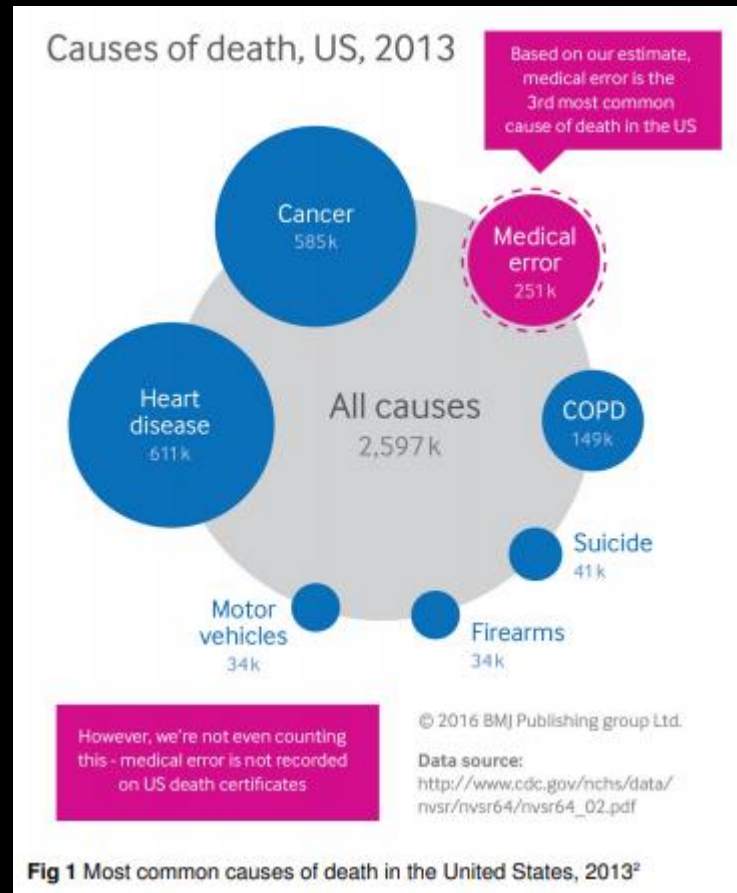 Causes of death, US, 2013
Based on our estimate,
medical error is the
3rd most common
cause of death in the US
Cancer
585k
Medical
error
251k
Heart
disease
611k
All causes
2,597k
COPD
149k
Suicide
41k
Motor
vehicles
34k
Firearms
34k
However, we're not even counting
this - medical error is not recorded
on US death certificates
© 2016 BMJ Publishing group Ltd.
Data source:
http://www.cdc.gov/nchs/data/
nvsr/nvsr64/nvsr64_02.pdf
Fig 1 Most common causes of death in the United States, 2013²